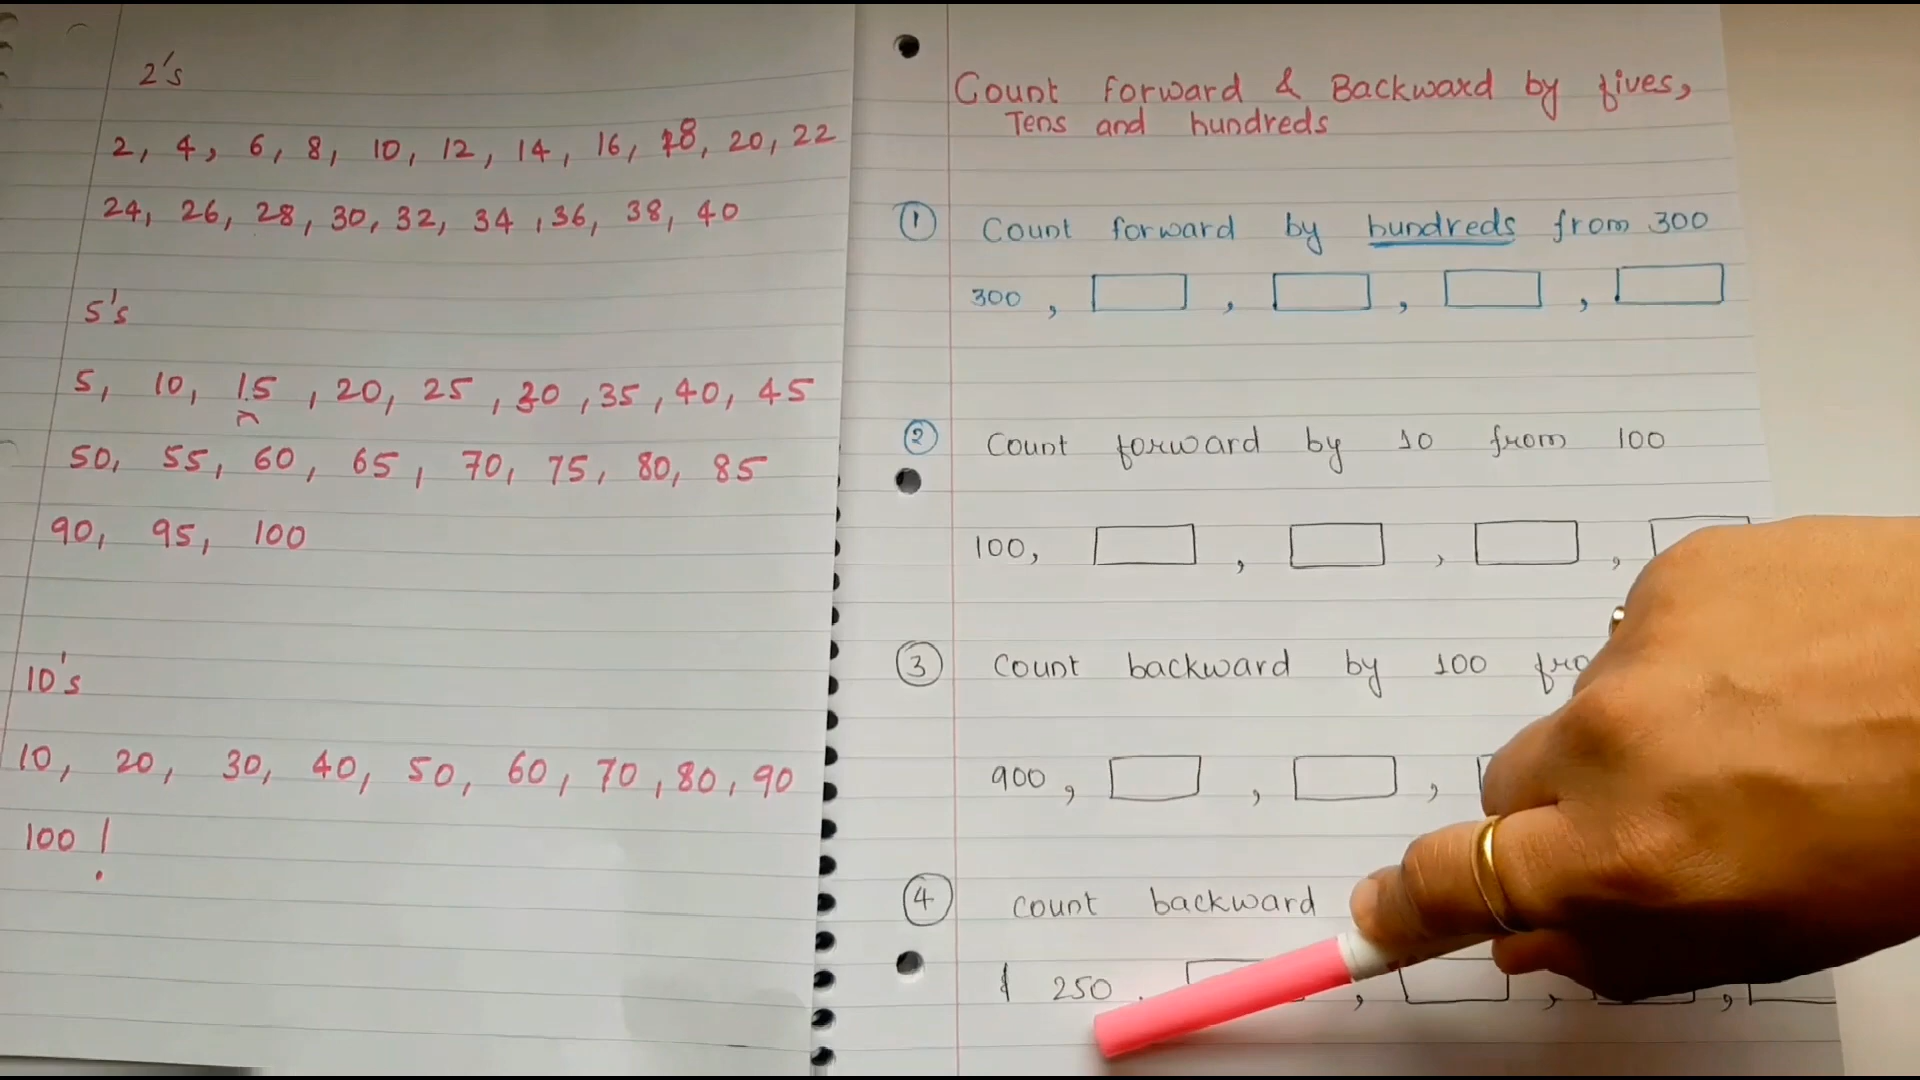 2's
2, 4, 6, 8, 10, 12, 14, 16, 18, 20, 22
24, 26, 28, 30, 32, 34, 36, 38, 40
5's
5, 10, 15, 20, 25, 30, 35, 40, 45
50, 55, 60, 65, 70, 75, 80, 85
90, 95, 100
10's
10, 20, 30, 40, 50, 60, 70, 80, 90
100!
Count forward & Backward by fives,
Tens and hundreds
① Count forward by hundreds from 300
300, , , ,
② Count forward by 10 from 100
100, , , ,
③ Count backward by 100
900, , ,
④ count backward
250